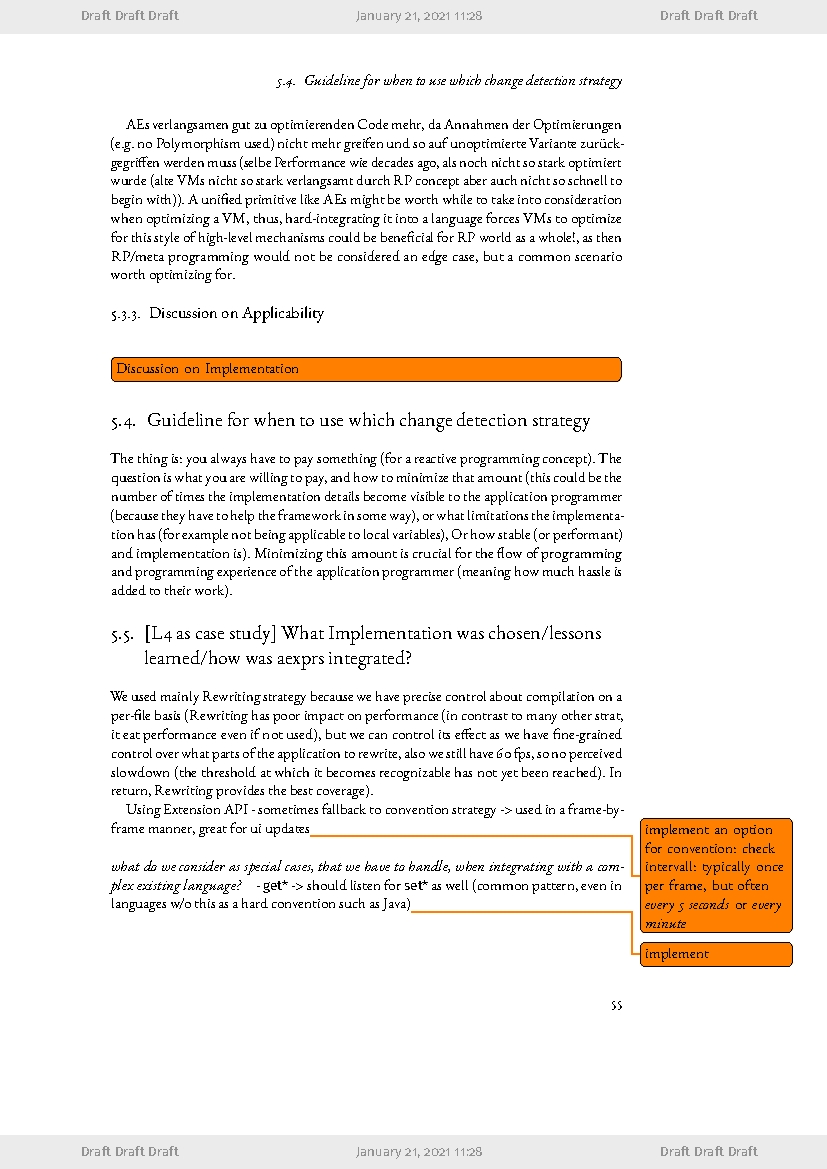 Draft Draft Draft January 21, 2021 11:28 Draft Draft Draft
5.4. Guideline for when to use which change detection strategy
AEs verlangsamen gut zu optimierenden Code mehr, da Annahmen der Optimierungen
(e.g. no Polymorphism used) nicht mehr greifen und so auf unoptimierte Variante zurück-
gegriffen werden muss (selbe Performance wie decades ago, als noch nicht so stark optimiert
wurde (alte VMs nicht so stark verlangsamt durch RP concept aber auch nicht so schnell to
begin with)). A unified primitive like AEs might be worth while to take into consideration
when optimizing a VM, thus, hard-integrating it into a language forces VMs to optimize
for this style of high-level mechanisms could be beneficial for RP world as a whole!, as then
RP/meta programming would not be considered an edge case, but a common scenario
worth optimizing for.
5.3.3. Discussion on Applicability
Discussion on Implementation
5.4. Guideline for when to use which change detection strategy
The thing is: you always have to pay something (for a reactive programming concept). The
question is what you are willing to pay, and how to minimize that amount (this could be the
number of times the implementation details become visible to the application programmer
(because they have to help the framework in some way), or what limitations the implementa-
tion has (for example not being applicable to local variables), Or how stable (or performant)
and implementation is). Minimizing this amount is crucial for the flow of programming
and programming experience of the application programmer (meaning how much hassle is
added to their work).
5.5. [L4 as case study] What Implementation was chosen/lessons
learned/how was aexprs integrated?
We used mainly Rewriting strategy because we have precise control about compilation on a
per-file basis (Rewriting has poor impact on performance (in contrast to many other strat,
it eat performance even if not used), but we can control its effect as we have fine-grained
control over what parts of the application to rewrite, also we still have 60 fps, so no perceived
slowdown (the threshold at which it becomes recognizable has not yet been reached). In
return, Rewriting provides the best coverage).
Using Extension API - sometimes fallback to convention strategy -> used in a frame-by-
frame manner, great for ui updates
what do we consider as special cases, that we have to handle, when integrating with a com-
plex existing language? - get* -> should listen for set* as well (common pattern, even in
languages w/o this as a hard convention such as Java)
implement an option
for convention: check
intervall: typically once
per frame, but often
every 5 seconds or every
minute
implement
55
Draft Draft Draft January 21, 2021 11:28 Draft Draft Draft